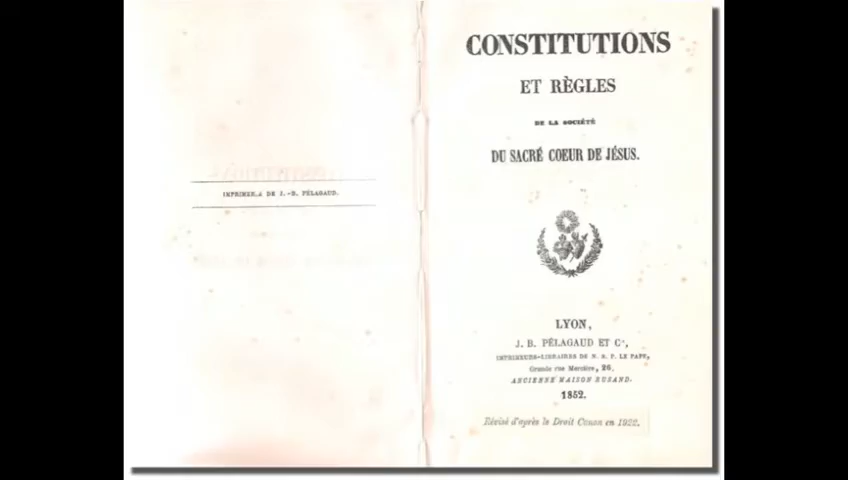 IMPRIMERIE DE J.-B. PÉLAGAUD.
CONSTITUTIONS
ET RÈGLES
DE LA SOCIÉTÉ
DU SACRÉ COEUR DE JÉSUS.
LYON,
J. B. PÉLAGAUD ET Cⁱᵉ,
IMPRIMEURS-LIBRAIRES DE N. S. P. LE PAPE,
Grande rue Mercière, 26,
ANCIENNE MAISON RUSAND.
1852.
Révisé d'après le Droit Canon en 1922.